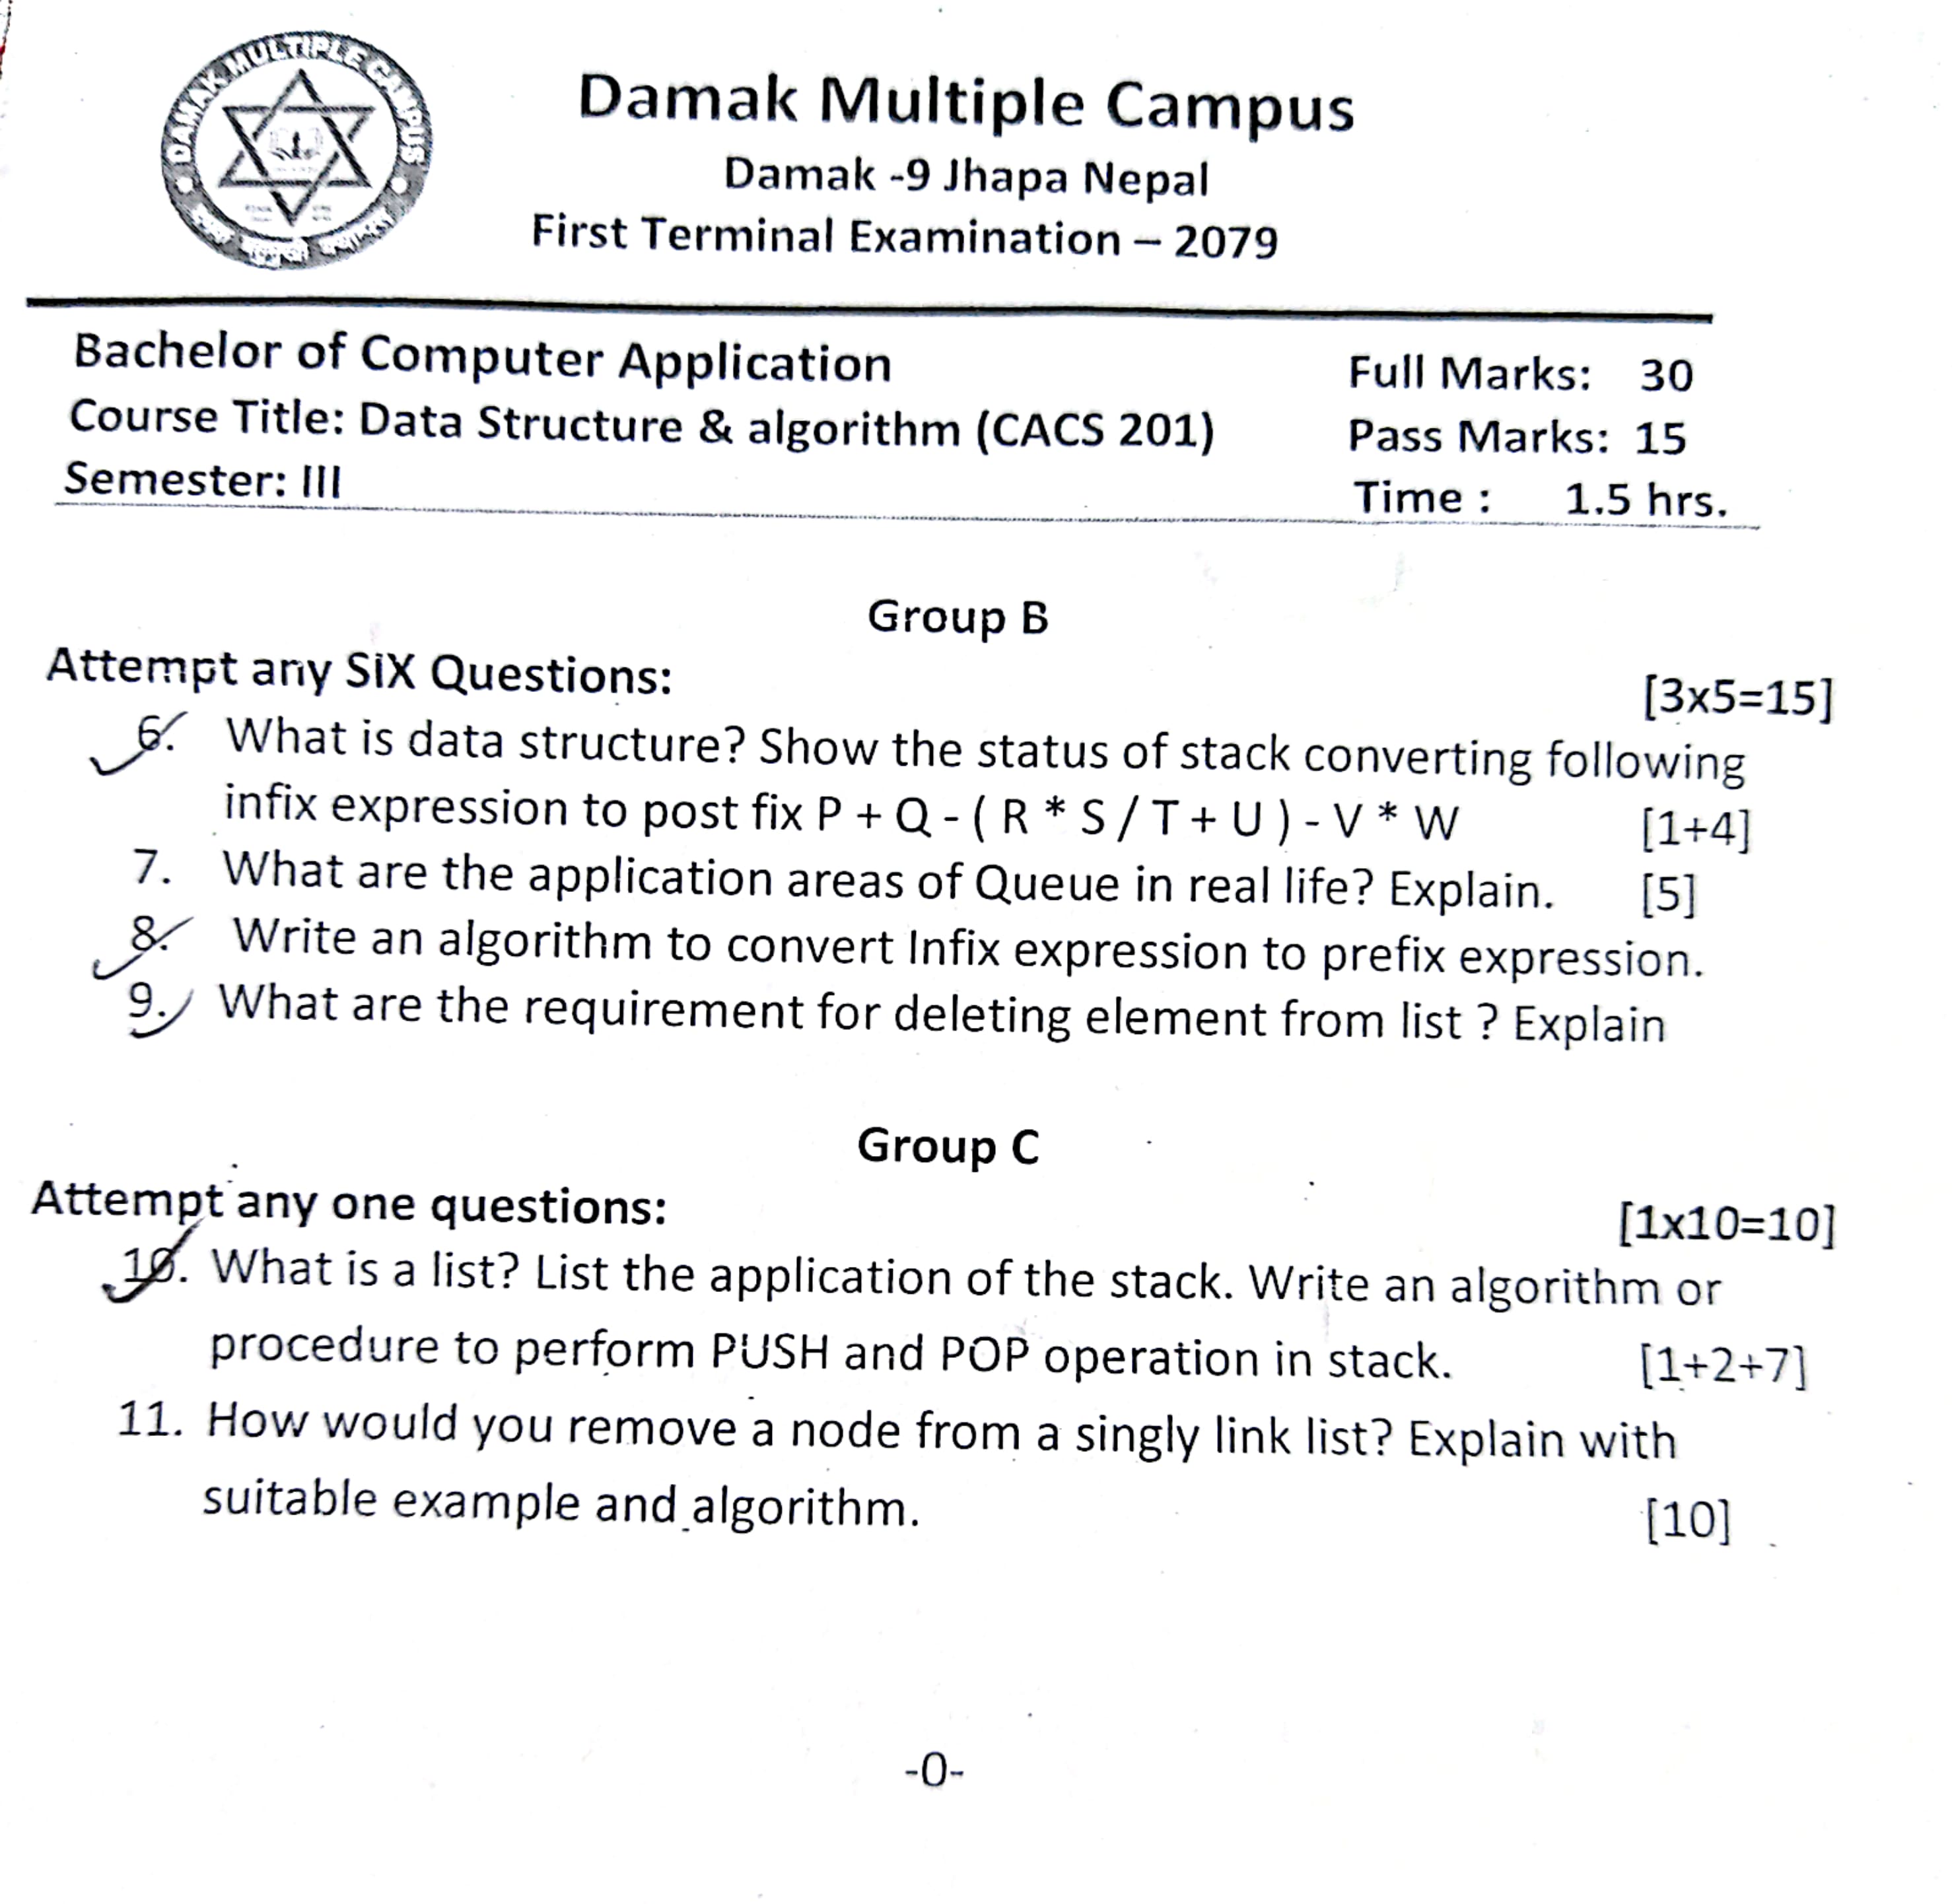 DAMAK MULTIPLE CAMPUS
Damak Multiple Campus
Damak -9 Jhapa Nepal
First Terminal Examination – 2079
Bachelor of Computer Application
Full Marks: 30
Course Title: Data Structure & algorithm (CACS 201)
Pass Marks: 15
Semester: III
Time : 1.5 hrs.
Group B
Attempt any SiX Questions:
[3x5=15]
6. What is data structure? Show the status of stack converting following
infix expression to post fix P + Q - ( R * S / T + U ) - V * W [1+4]
7. What are the application areas of Queue in real life? Explain. [5]
8. Write an algorithm to convert Infix expression to prefix expression.
9. What are the requirement for deleting element from list ? Explain
Group C
Attempt any one questions:
[1x10=10]
10. What is a list? List the application of the stack. Write an algorithm or
procedure to perform PUSH and POP operation in stack. [1+2+7]
11. How would you remove a node from a singly link list? Explain with
suitable example and algorithm. [10]
-0-